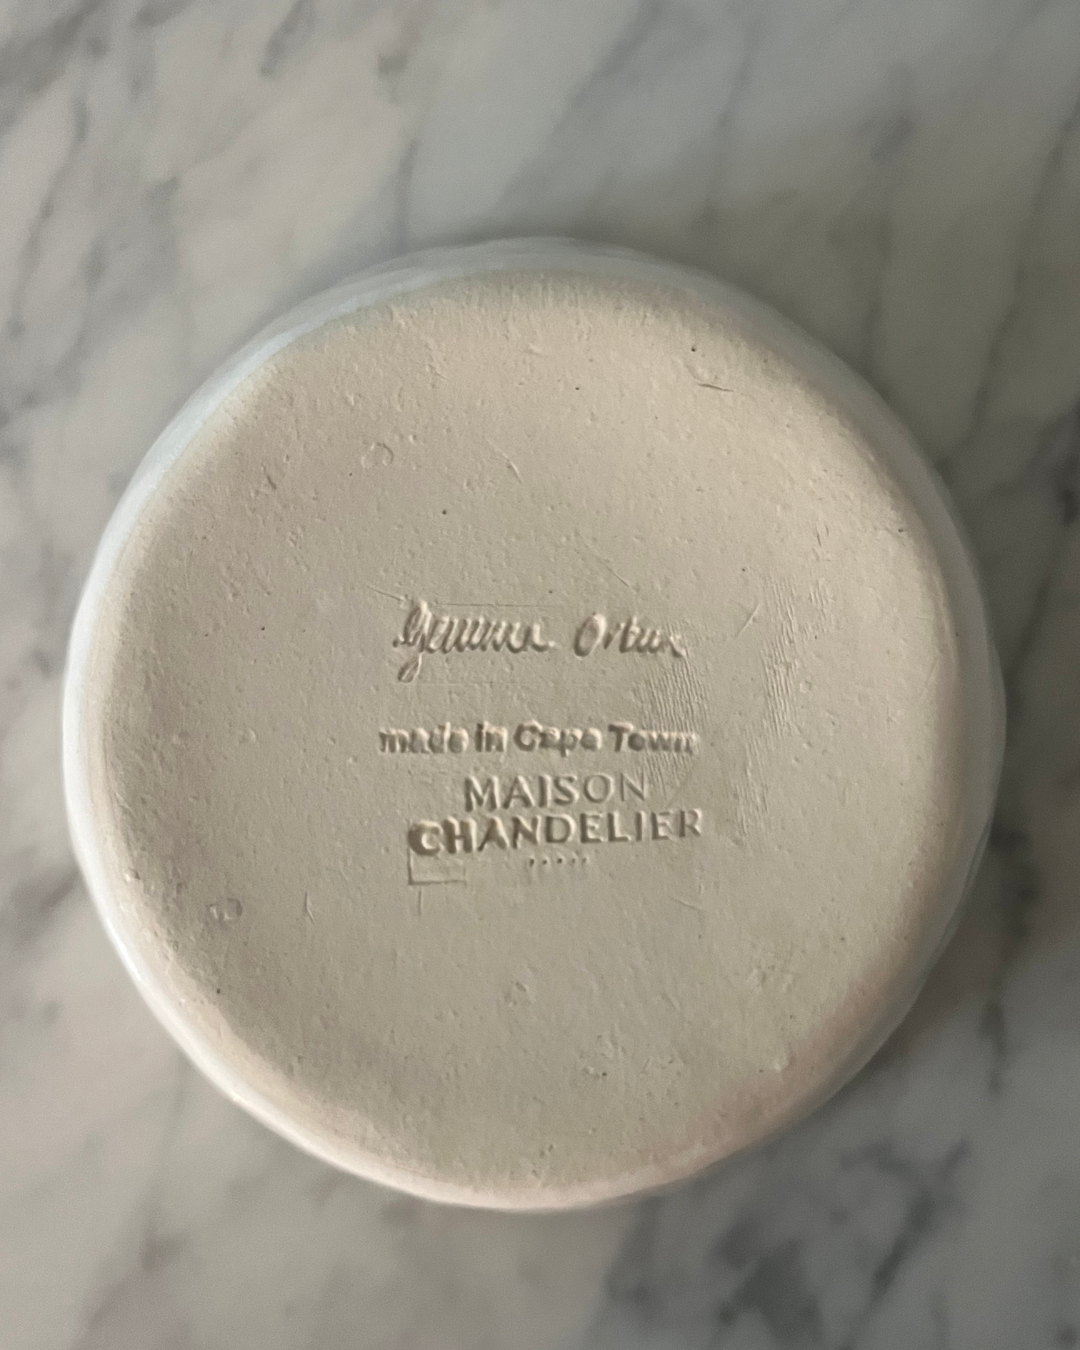 Gemma Orkin
made in Cape Town
MAISON
CHANDELIER